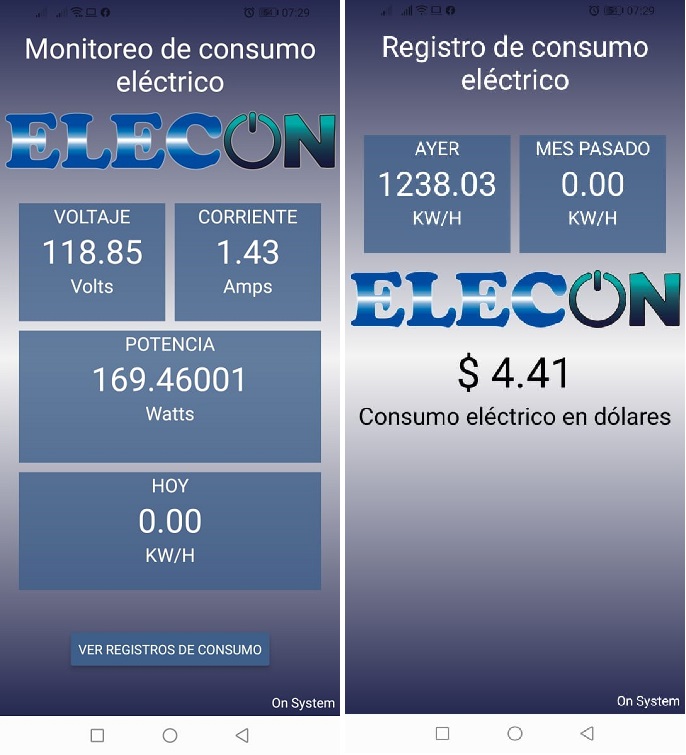 07:29
Monitoreo de consumo
eléctrico
ELECON
VOLTAJE
118.85
Volts
CORRIENTE
1.43
Amps
POTENCIA
169.46001
Watts
HOY
0.00
KW/H
VER REGISTROS DE CONSUMO
On System
07:29
Registro de consumo
eléctrico
AYER
1238.03
KW/H
MES PASADO
0.00
KW/H
ELECON
$ 4.41
Consumo eléctrico en dólares
On System